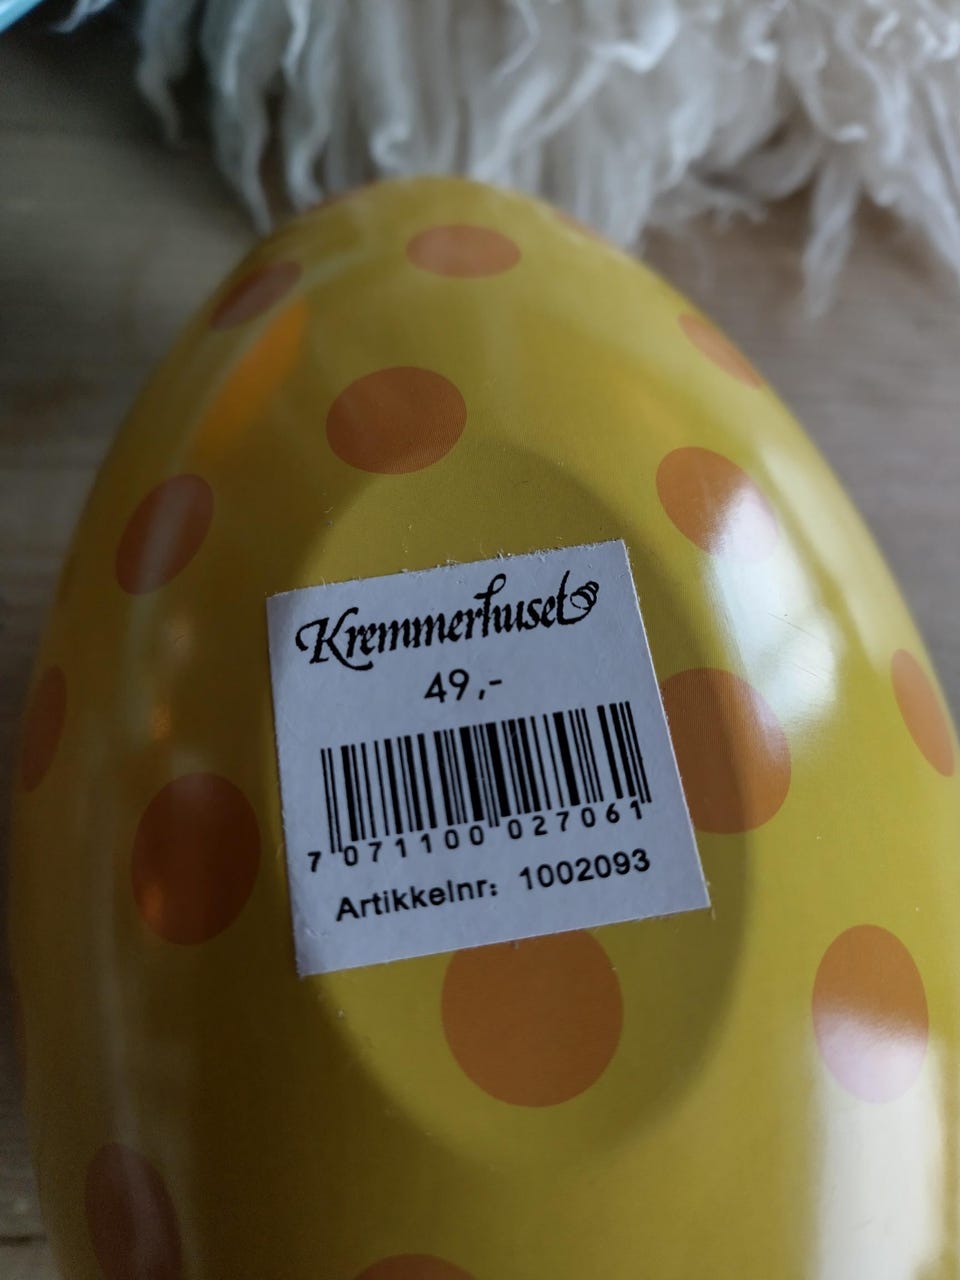 Kremmerhuset
49,-
7 071100 027061
Artikkelnr: 1002093